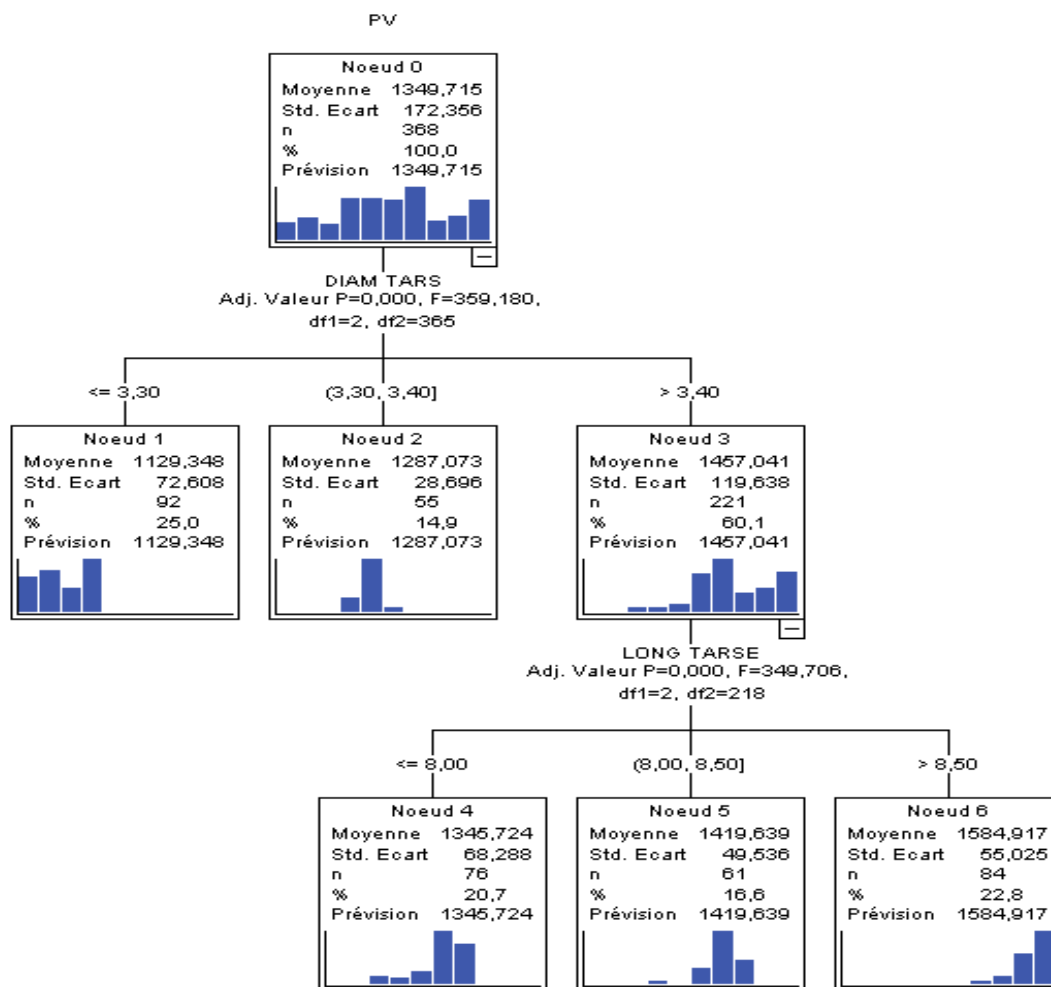 PV
Noeud 0
Moyenne 1349,715
Std. Ecart 172,356
n 368
% 100,0
Prévision 1349,715
DIAM TARS
Adj. Valeur P=0,000, F=359,180,
df1=2, df2=365
<= 3,30
(3,30, 3,40]
> 3,40
Noeud 1
Moyenne 1129,348
Std. Ecart 72,608
n 92
% 25,0
Prévision 1129,348
Noeud 2
Moyenne 1287,073
Std. Ecart 28,696
n 55
% 14,9
Prévision 1287,073
Noeud 3
Moyenne 1457,041
Std. Ecart 119,638
n 221
% 60,1
Prévision 1457,041
LONG TARSE
Adj. Valeur P=0,000, F=349,706,
df1=2, df2=218
<= 8,00
(8,00, 8,50]
> 8,50
Noeud 4
Moyenne 1345,724
Std. Ecart 68,288
n 76
% 20,7
Prévision 1345,724
Noeud 5
Moyenne 1419,639
Std. Ecart 49,536
n 61
% 16,6
Prévision 1419,639
Noeud 6
Moyenne 1584,917
Std. Ecart 55,025
n 84
% 22,8
Prévision 1584,917